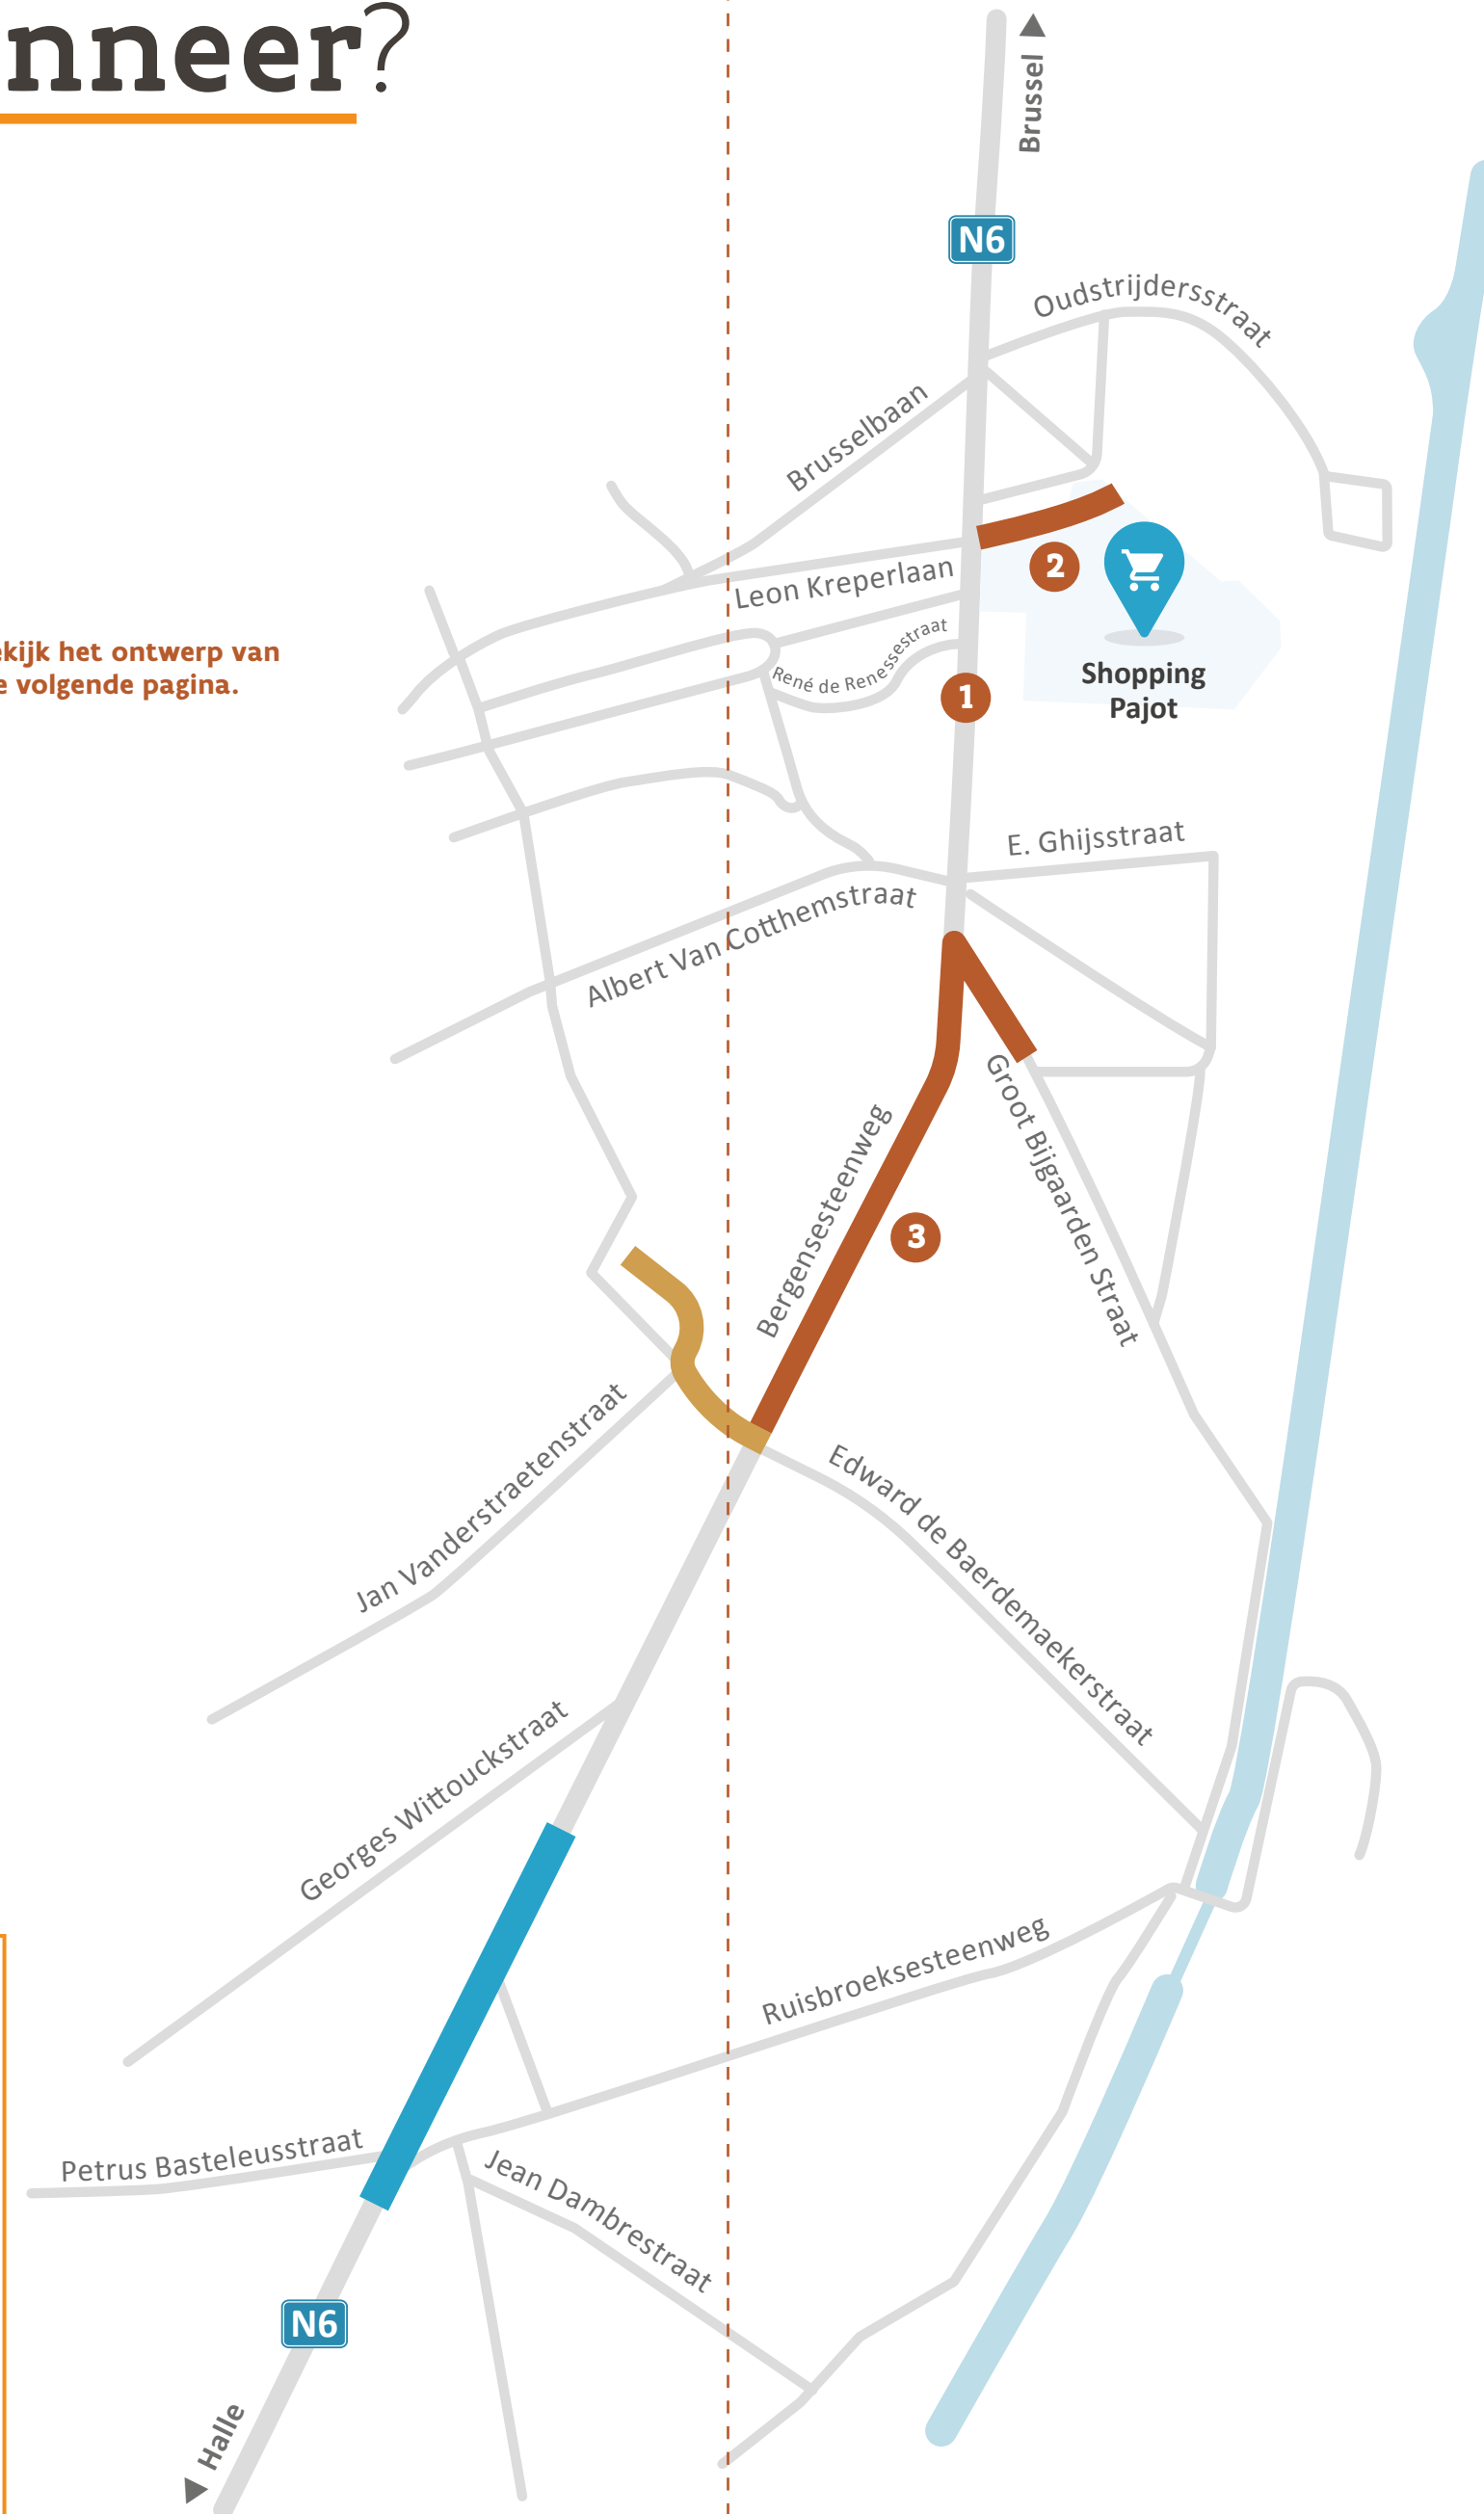 nneer?
Brussel
N6
Oudstrijdersstraat
Brusselbaan
Leon Kreperlaan
2
ekijk het ontwerp van
e volgende pagina.
René de Renessestraat
Shopping
Pajot
1
E. Ghijsstraat
Albert Van Cotthemstraat
Groot Bijgaarden Straat
Bergensesteenweg
3
Jan Vanderstraetenstraat
Edward de Baerdemaekerstraat
Georges Wittouckstraat
Ruisbroeksesteenweg
Petrus Basteleusstraat
Jean Dambrestraat
N6
Halle